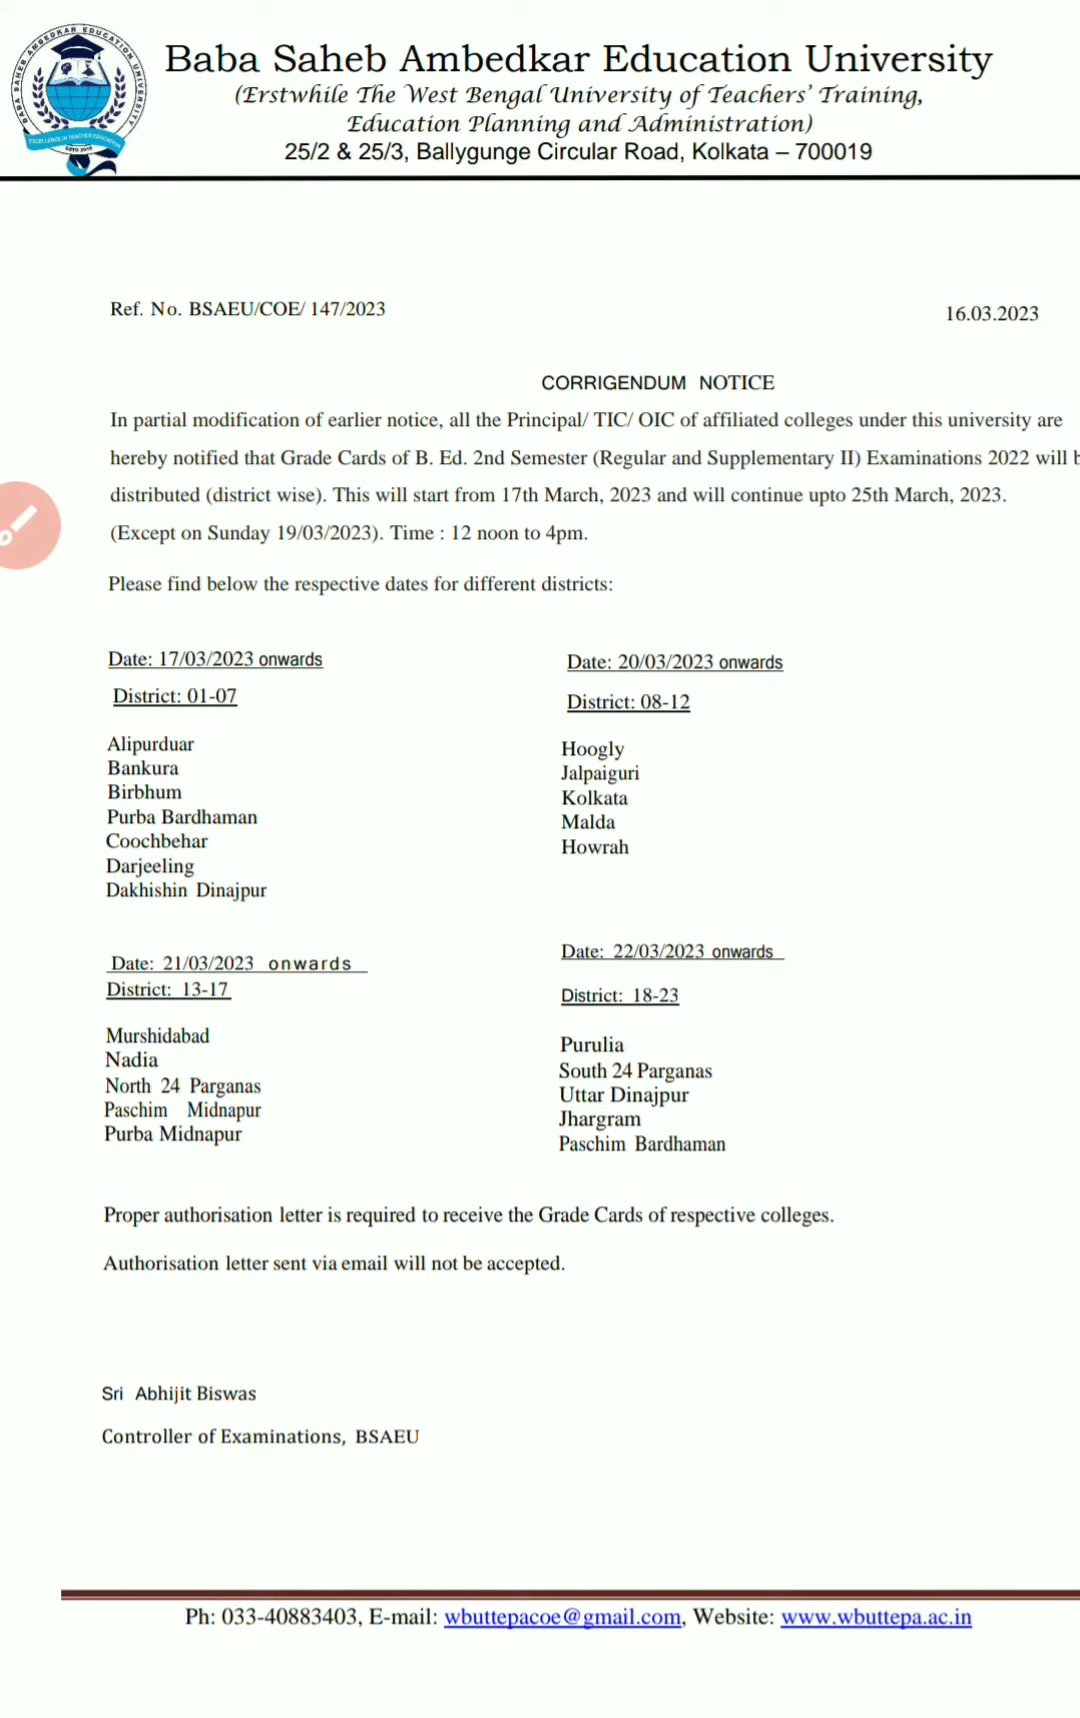 BABA SAHEB AMBEDKAR EDUCATION UNIVERSITY
EXCELLENCE IN TEACHER EDUCATION
Baba Saheb Ambedkar Education University
(Erstwhile The West Bengal University of Teachers' Training,
Education Planning and Administration)
25/2 & 25/3, Ballygunge Circular Road, Kolkata – 700019
Ref. No. BSAEU/COE/ 147/2023
16.03.2023
CORRIGENDUM NOTICE
In partial modification of earlier notice, all the Principal/ TIC/ OIC of affiliated colleges under this university are
hereby notified that Grade Cards of B. Ed. 2nd Semester (Regular and Supplementary II) Examinations 2022 will b
distributed (district wise). This will start from 17th March, 2023 and will continue upto 25th March, 2023.
(Except on Sunday 19/03/2023). Time : 12 noon to 4pm.
Please find below the respective dates for different districts:
Date: 17/03/2023 onwards
District: 01-07
Alipurduar
Bankura
Birbhum
Purba Bardhaman
Coochbehar
Darjeeling
Dakhishin Dinajpur
Date: 20/03/2023 onwards
District: 08-12
Hoogly
Jalpaiguri
Kolkata
Malda
Howrah
Date: 21/03/2023 onwards
District: 13-17
Murshidabad
Nadia
North 24 Parganas
Paschim Midnapur
Purba Midnapur
Date: 22/03/2023 onwards
District: 18-23
Purulia
South 24 Parganas
Uttar Dinajpur
Jhargram
Paschim Bardhaman
Proper authorisation letter is required to receive the Grade Cards of respective colleges.
Authorisation letter sent via email will not be accepted.
Sri Abhijit Biswas
Controller of Examinations, BSAEU
Ph: 033-40883403, E-mail: wbuttepacoe@gmail.com, Website: www.wbuttepa.ac.in